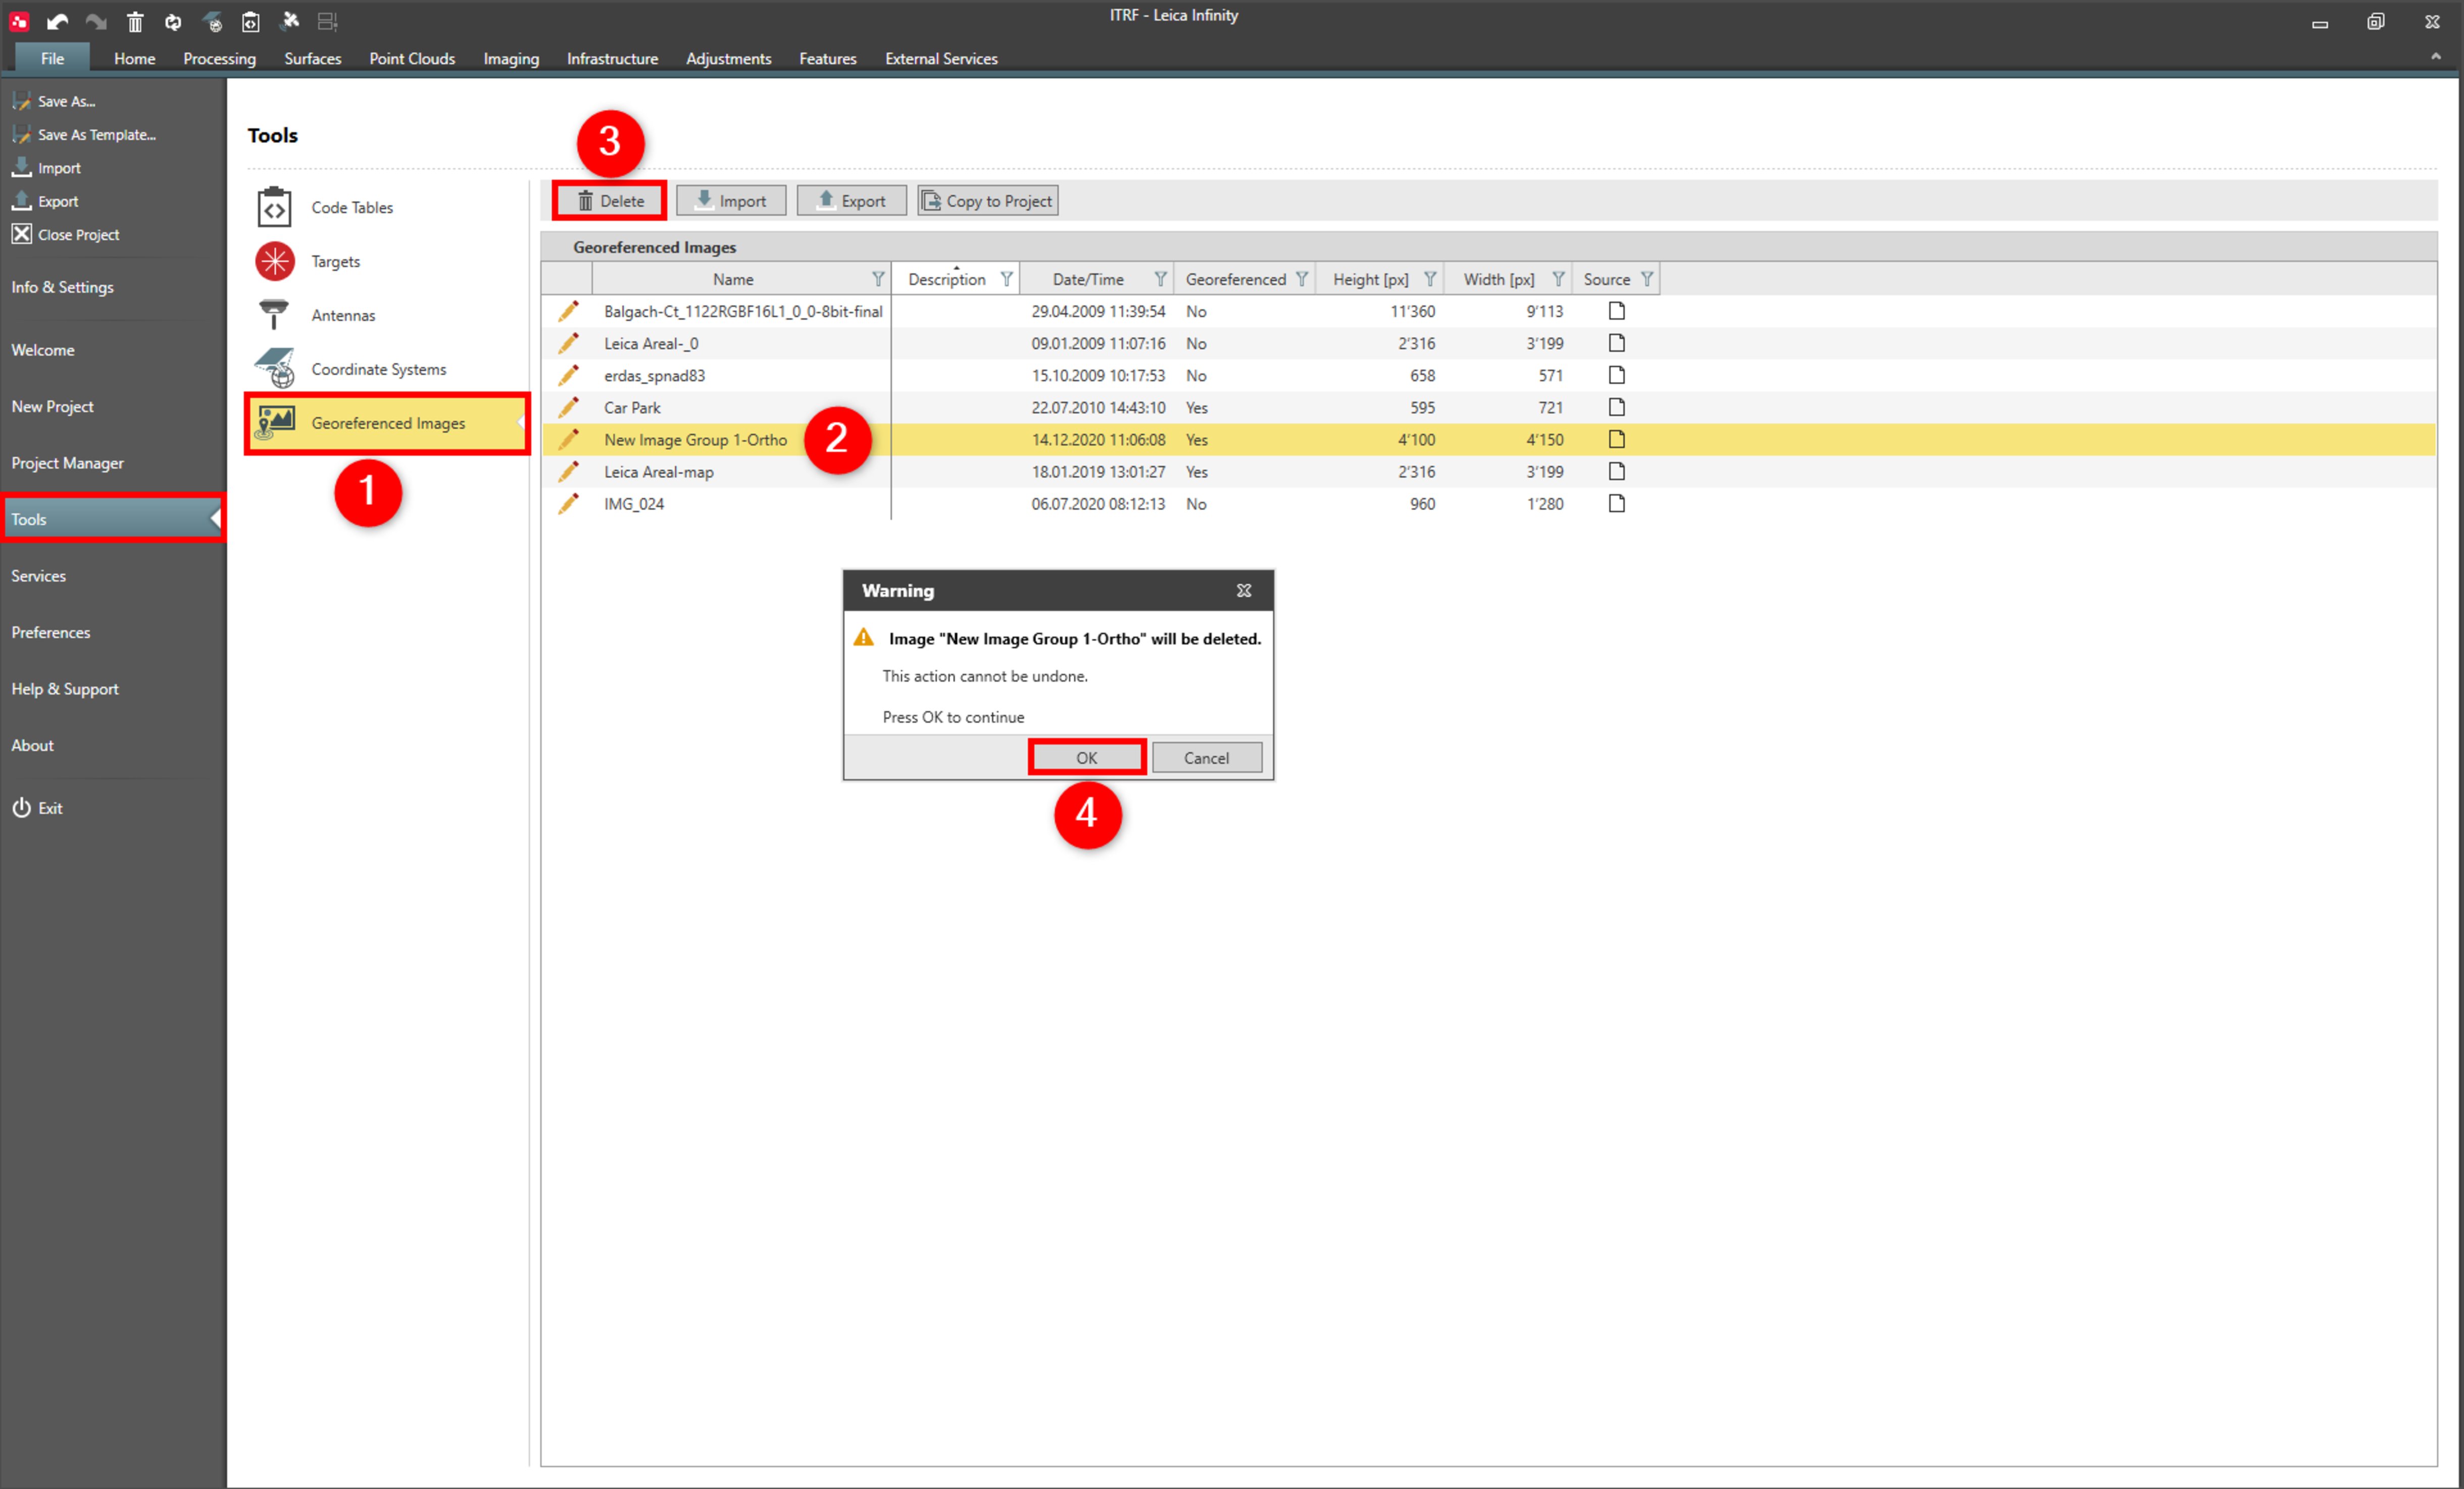 ITRF - Leica Infinity
File Home Processing Surfaces Point Clouds Imaging Infrastructure Adjustments Features External Services
Save As...
Save As Template...
Import
Export
Close Project
Info & Settings
Welcome
New Project
Project Manager
Tools
Services
Preferences
Help & Support
About
Exit
Tools
Code Tables
Targets
Antennas
Coordinate Systems
Georeferenced Images
1
3
Delete Import Export Copy to Project
Georeferenced Images
Name Description Date/Time Georeferenced Height [px] Width [px] Source
Balgach-Ct_1122RGBF16L1_0_0-8bit-final 29.04.2009 11:39:54 No 11'360 9'113
Leica Areal-_0 09.01.2009 11:07:16 No 2'316 3'199
erdas_spnad83 15.10.2009 10:17:53 No 658 571
Car Park 22.07.2010 14:43:10 Yes 595 721
New Image Group 1-Ortho 2 14.12.2020 11:06:08 Yes 4'100 4'150
Leica Areal-map 18.01.2019 13:01:27 Yes 2'316 3'199
IMG_024 06.07.2020 08:12:13 No 960 1'280
Warning
Image "New Image Group 1-Ortho" will be deleted.
This action cannot be undone.
Press OK to continue
OK Cancel
4